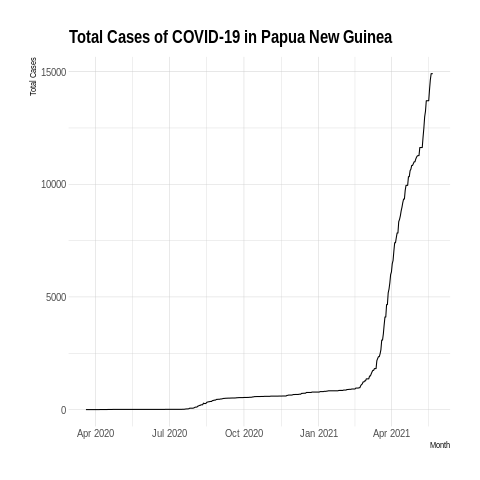 Total Cases of COVID-19 in Papua New Guinea
Total Cases
15000
10000
5000
0
Apr 2020 Jul 2020 Oct 2020 Jan 2021 Apr 2021
Month